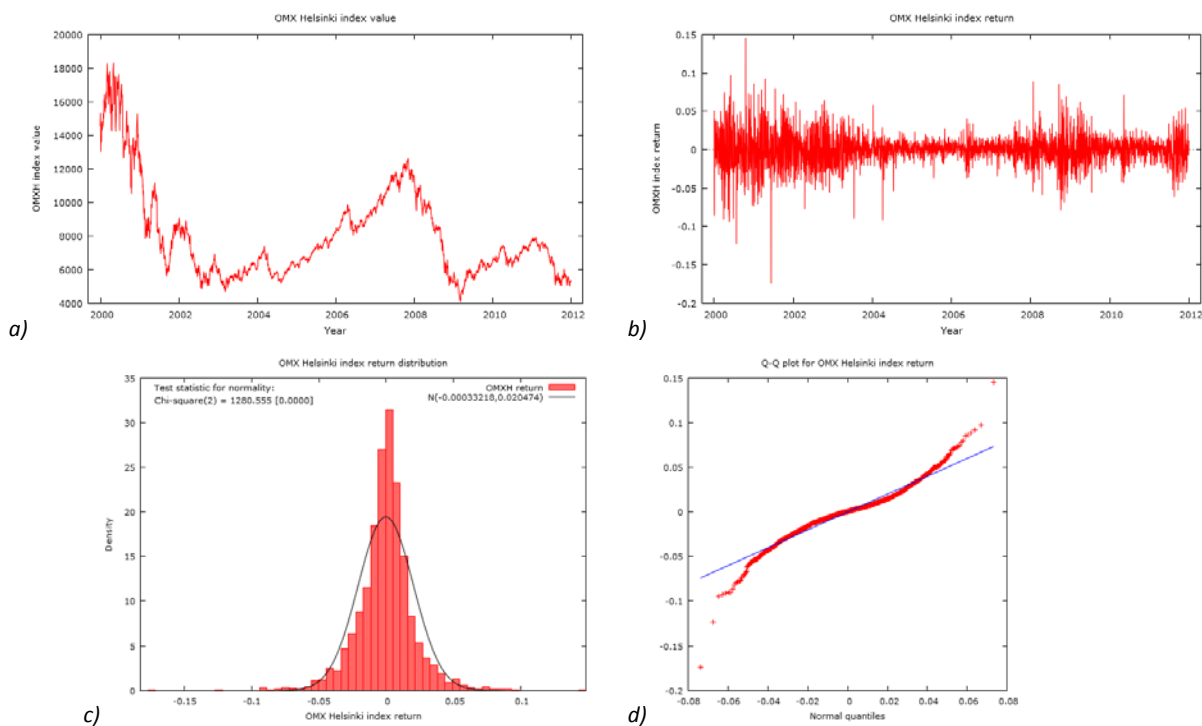 OMX Helsinki index value
20000
18000
16000
14000
12000
10000
8000
6000
4000
OMXH index value
2000 2002 2004 2006 2008 2010 2012
Year
a)
OMX Helsinki index return
0.15
0.1
0.05
0
-0.05
-0.1
-0.15
-0.2
OMXH index return
2000 2002 2004 2006 2008 2010 2012
Year
b)
OMX Helsinki index return distribution
Test statistic for normality:
Chi-square(2) = 1280.555 [0.0000]
OMXH return
N(-0.00033218,0.020474)
35
30
25
20
15
10
5
0
Density
-0.15 -0.1 -0.05 0 0.05 0.1
OMX Helsinki index return
c)
Q-Q plot for OMX Helsinki index return
0.15
0.1
0.05
0
-0.05
-0.1
-0.15
-0.2
-0.08 -0.06 -0.04 -0.02 0 0.02 0.04 0.06 0.08
Normal quantiles
d)